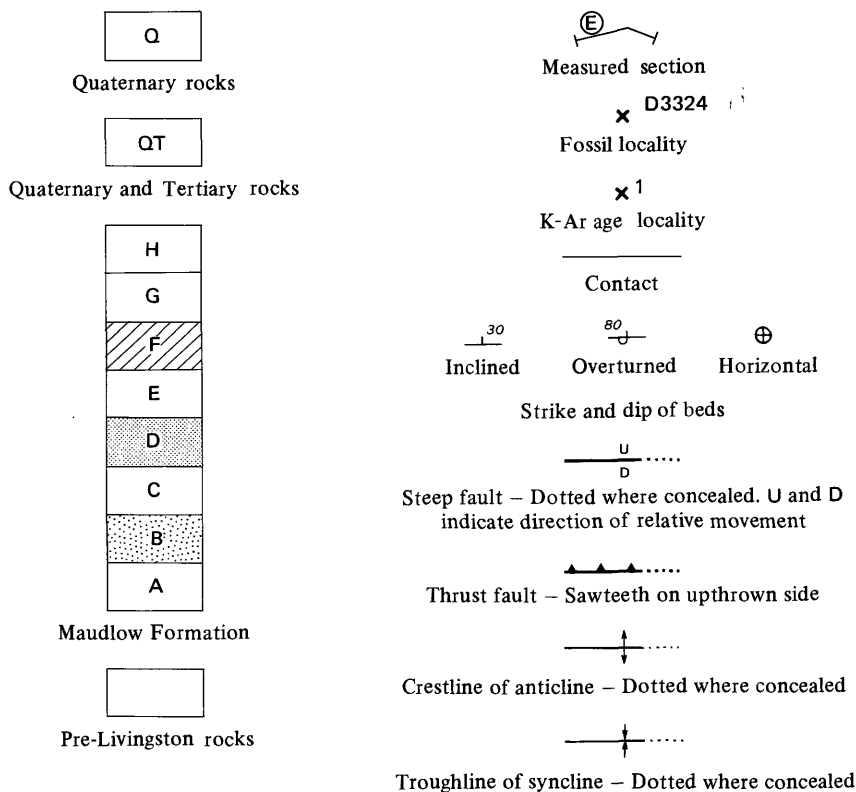 Q
Quaternary rocks
QT
Quaternary and Tertiary rocks
H
G
F
E
D
C
B
A
Maudlow Formation
Pre-Livingston rocks
E
Measured section
D3324
Fossil locality
1
K-Ar age locality
Contact
30
Inclined
80
Overturned
Horizontal
Strike and dip of beds
U
D
Steep fault – Dotted where concealed. U and D
indicate direction of relative movement
Thrust fault – Sawteeth on upthrown side
Crestline of anticline – Dotted where concealed
Troughline of syncline – Dotted where concealed